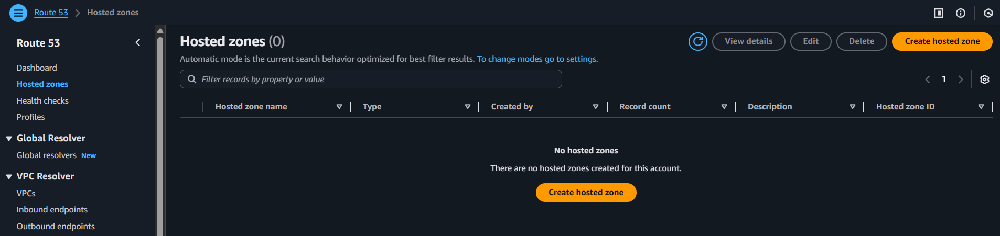 Route 53 Hosted zones
Route 53
Dashboard
Hosted zones
Health checks
Profiles
Global Resolver
Global resolvers New
VPC Resolver
VPCs
Inbound endpoints
Outbound endpoints
Hosted zones (0)
View details Edit Delete Create hosted zone
Automatic mode is the current search behavior optimized for best filter results. To change modes go to settings.
Filter records by property or value
1
Hosted zone name Type Created by Record count Description Hosted zone ID
No hosted zones
There are no hosted zones created for this account.
Create hosted zone